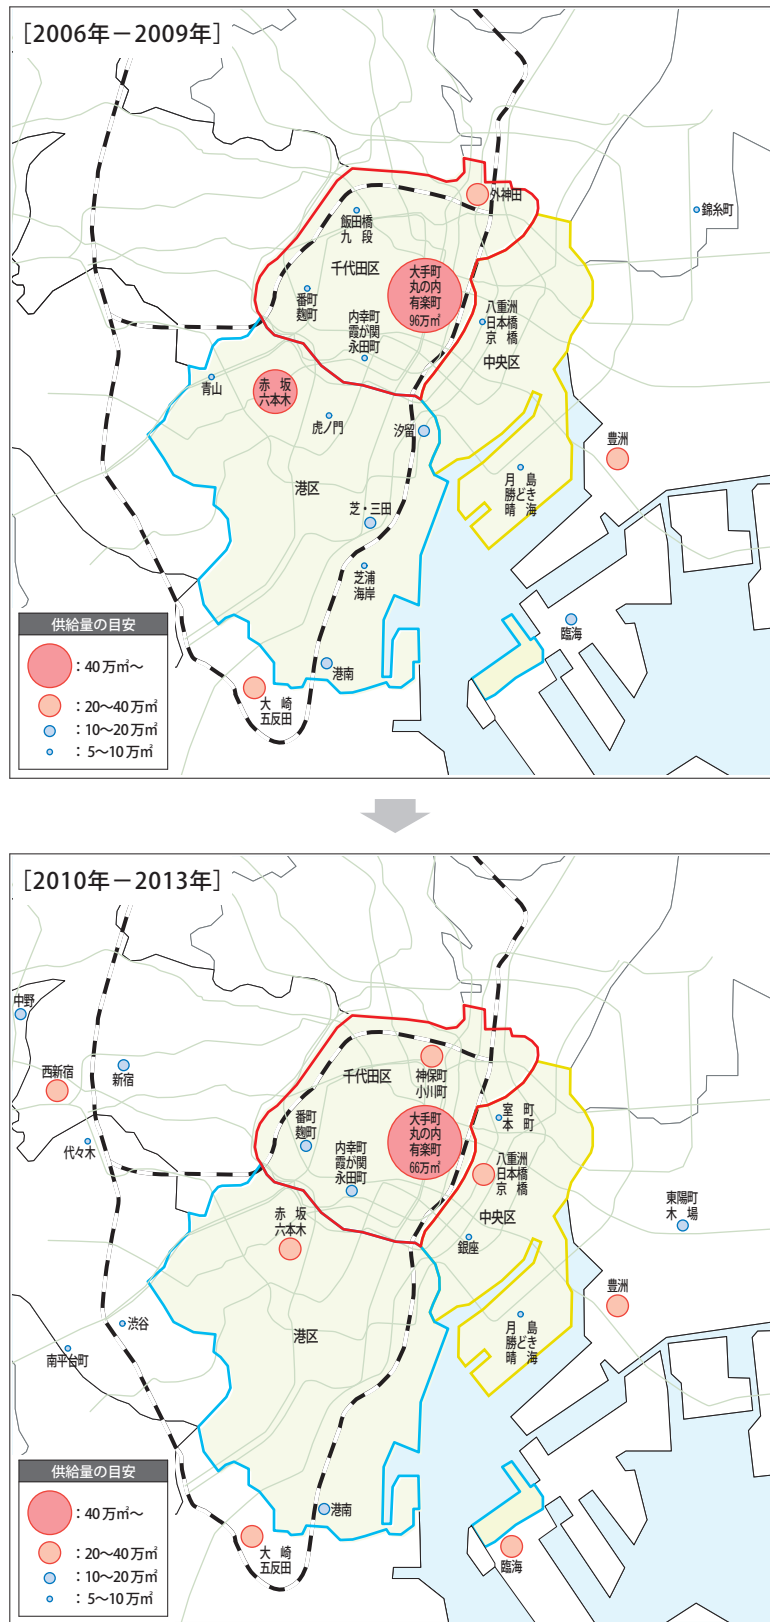 ［2006年－2009年］
外神田
錦糸町
飯田橋
九　段
千代田区
大手町
丸の内
有楽町
96万㎡
番町
麹町
内幸町
霞が関
永田町
八重洲
日本橋
京　橋
中央区
青山
赤　坂
六本木
虎ノ門
汐留
豊洲
月　島
勝どき
晴　海
港区
芝・三田
芝浦
海岸
臨海
港南
大　崎
五反田
供給量の目安
：40万㎡～
：20～40万㎡
：10～20万㎡
：5～10万㎡
［2010年－2013年］
中野
西新宿
新宿
代々木
千代田区
神保町
小川町
番町
麹町
大手町
丸の内
有楽町
66万㎡
室　町
本　町
内幸町
霞が関
永田町
八重洲
日本橋
京　橋
中央区
東陽町
木　場
赤　坂
六本木
銀座
豊洲
渋谷
南平台町
港区
月　島
勝どき
晴　海
港南
大　崎
五反田
臨海
供給量の目安
：40万㎡～
：20～40万㎡
：10～20万㎡
：5～10万㎡